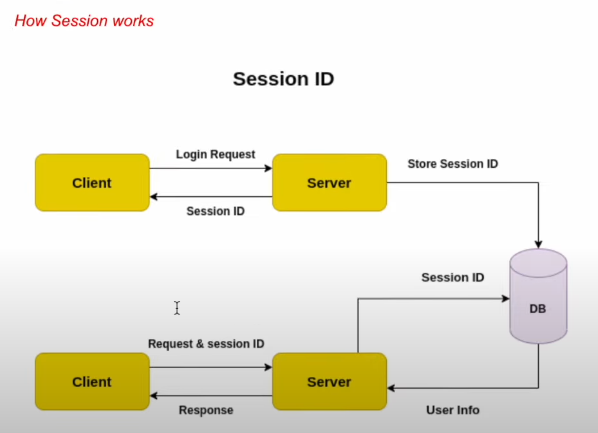 How Session works
Session ID
Login Request
Store Session ID
Client
Server
Session ID
Session ID
DB
Request & session ID
Client
Server
Response
User Info